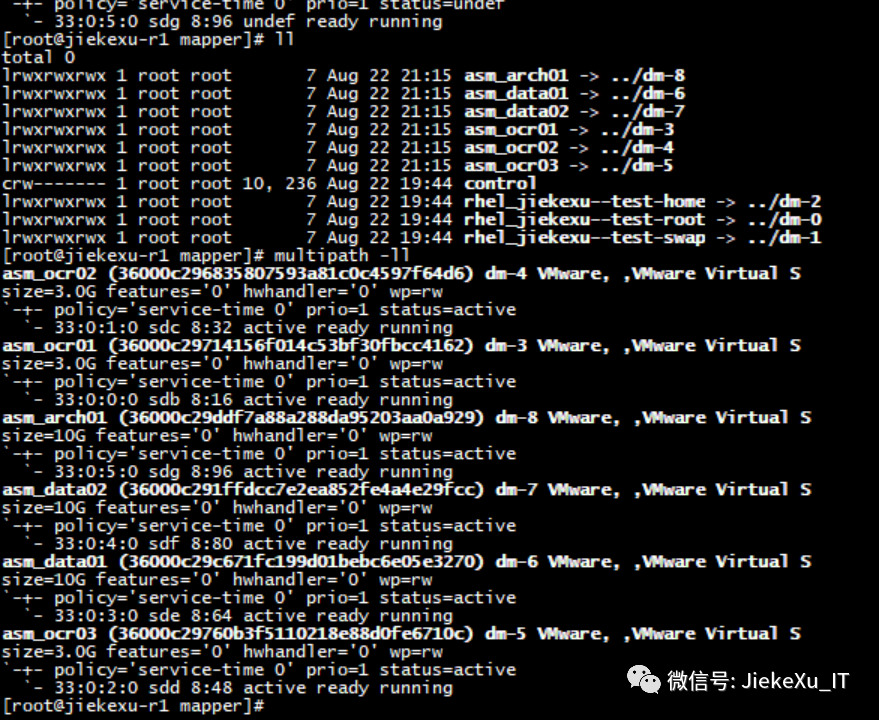 -+- policy='service-time 0' prio=1 status=undef
`- 33:0:5:0 sdg 8:96 undef ready running
[root@jiekexu-r1 mapper]# ll
total 0
lrwxrwxrwx 1 root root       7 Aug 22 21:15 asm_arch01 -> ../dm-8
lrwxrwxrwx 1 root root       7 Aug 22 21:15 asm_data01 -> ../dm-6
lrwxrwxrwx 1 root root       7 Aug 22 21:15 asm_data02 -> ../dm-7
lrwxrwxrwx 1 root root       7 Aug 22 21:15 asm_ocr01 -> ../dm-3
lrwxrwxrwx 1 root root       7 Aug 22 21:15 asm_ocr02 -> ../dm-4
lrwxrwxrwx 1 root root       7 Aug 22 21:15 asm_ocr03 -> ../dm-5
crw------- 1 root root 10, 236 Aug 22 19:44 control
lrwxrwxrwx 1 root root       7 Aug 22 19:44 rhel_jiekexu--test-home -> ../dm-2
lrwxrwxrwx 1 root root       7 Aug 22 19:44 rhel_jiekexu--test-root -> ../dm-0
lrwxrwxrwx 1 root root       7 Aug 22 19:44 rhel_jiekexu--test-swap -> ../dm-1
[root@jiekexu-r1 mapper]# multipath -ll
asm_ocr02 (36000c296835807593a81c0c4597f64d6) dm-4 VMware, ,VMware Virtual S
size=3.0G features='0' hwhandler='0' wp=rw
`-+- policy='service-time 0' prio=1 status=active
  `- 33:0:1:0 sdc 8:32 active ready running
asm_ocr01 (36000c29714156f014c53bf30fbcc4162) dm-3 VMware, ,VMware Virtual S
size=3.0G features='0' hwhandler='0' wp=rw
`-+- policy='service-time 0' prio=1 status=active
  `- 33:0:0:0 sdb 8:16 active ready running
asm_arch01 (36000c29ddf7a88a288da95203aa0a929) dm-8 VMware, ,VMware Virtual S
size=10G features='0' hwhandler='0' wp=rw
`-+- policy='service-time 0' prio=1 status=active
  `- 33:0:5:0 sdg 8:96 active ready running
asm_data02 (36000c291ffdcc7e2ea852fe4a4e29fcc) dm-7 VMware, ,VMware Virtual S
size=10G features='0' hwhandler='0' wp=rw
`-+- policy='service-time 0' prio=1 status=active
  `- 33:0:4:0 sdf 8:80 active ready running
asm_data01 (36000c29c671fc199d01bebc6e05e3270) dm-6 VMware, ,VMware Virtual S
size=10G features='0' hwhandler='0' wp=rw
`-+- policy='service-time 0' prio=1 status=active
  `- 33:0:3:0 sde 8:64 active ready running
asm_ocr03 (36000c29760b3f5110218e88d0fe6710c) dm-5 VMware, ,VMware Virtual S
size=3.0G features='0' hwhandler='0' wp=rw
`-+- policy='service-time 0' prio=1 status=active
  `- 33:0:2:0 sdd 8:48 active ready running
[root@jiekexu-r1 mapper]#
微信号: JiekeXu_IT